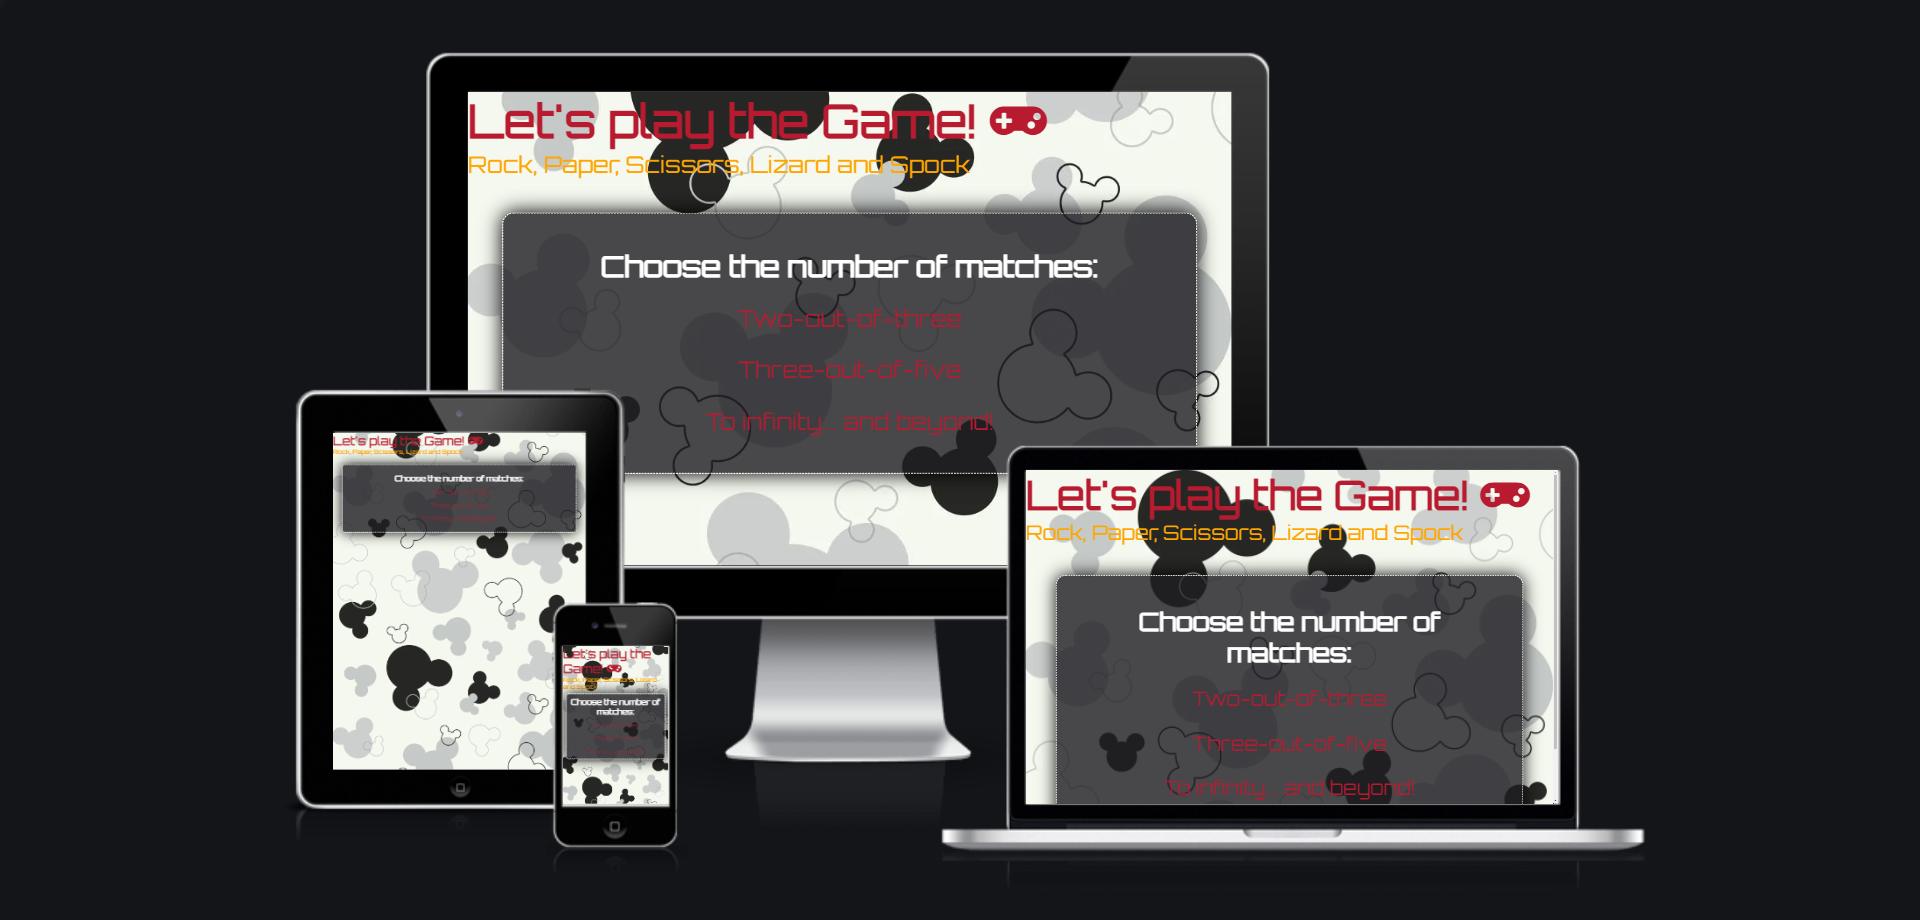 Let's play the Game!
Rock, Paper, Scissors, Lizard and Spock
Choose the number of matches:
Two-out-of-three
Three-out-of-five
To infinity... and beyond!
Let's play the Game!
Rock, Paper, Scissors, Lizard and Spock
Choose the number of matches:
Let's play the Game!
Rock, Paper, Scissors, Lizard and Spock
Choose the number of
matches:
Two-out-of-three
Three-out-of-five
To infinity... and beyond!
Let's play the
Game!
Choose the number of
matches: